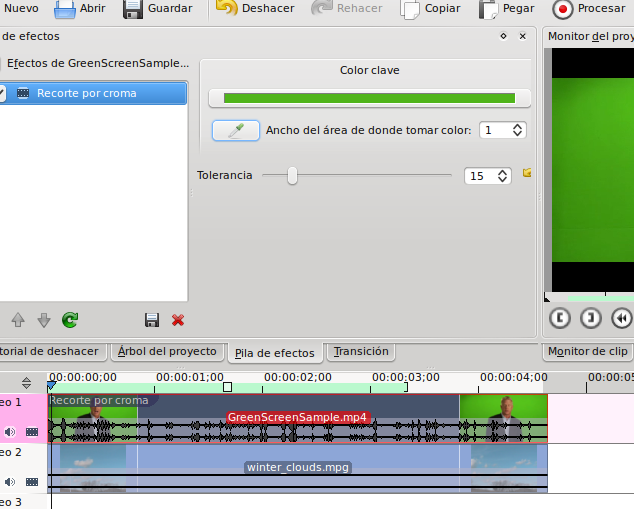 Nuevo Abrir Guardar Deshacer Rehacer Copiar Pegar Procesar
de efectos
Monitor del proy
Efectos de GreenScreenSample...
Color clave
Recorte por croma
Ancho del área de donde tomar color: 1
Tolerancia 15
torial de deshacer Árbol del proyecto Pila de efectos Transición Monitor de clip
00:00:00;00 00:00:01;00 00:00:02;00 00:00:03;00 00:00:04;00 00:00:05
eo 1
Recorte por croma
GreenScreenSample.mp4
eo 2
winter_clouds.mpg
eo 3